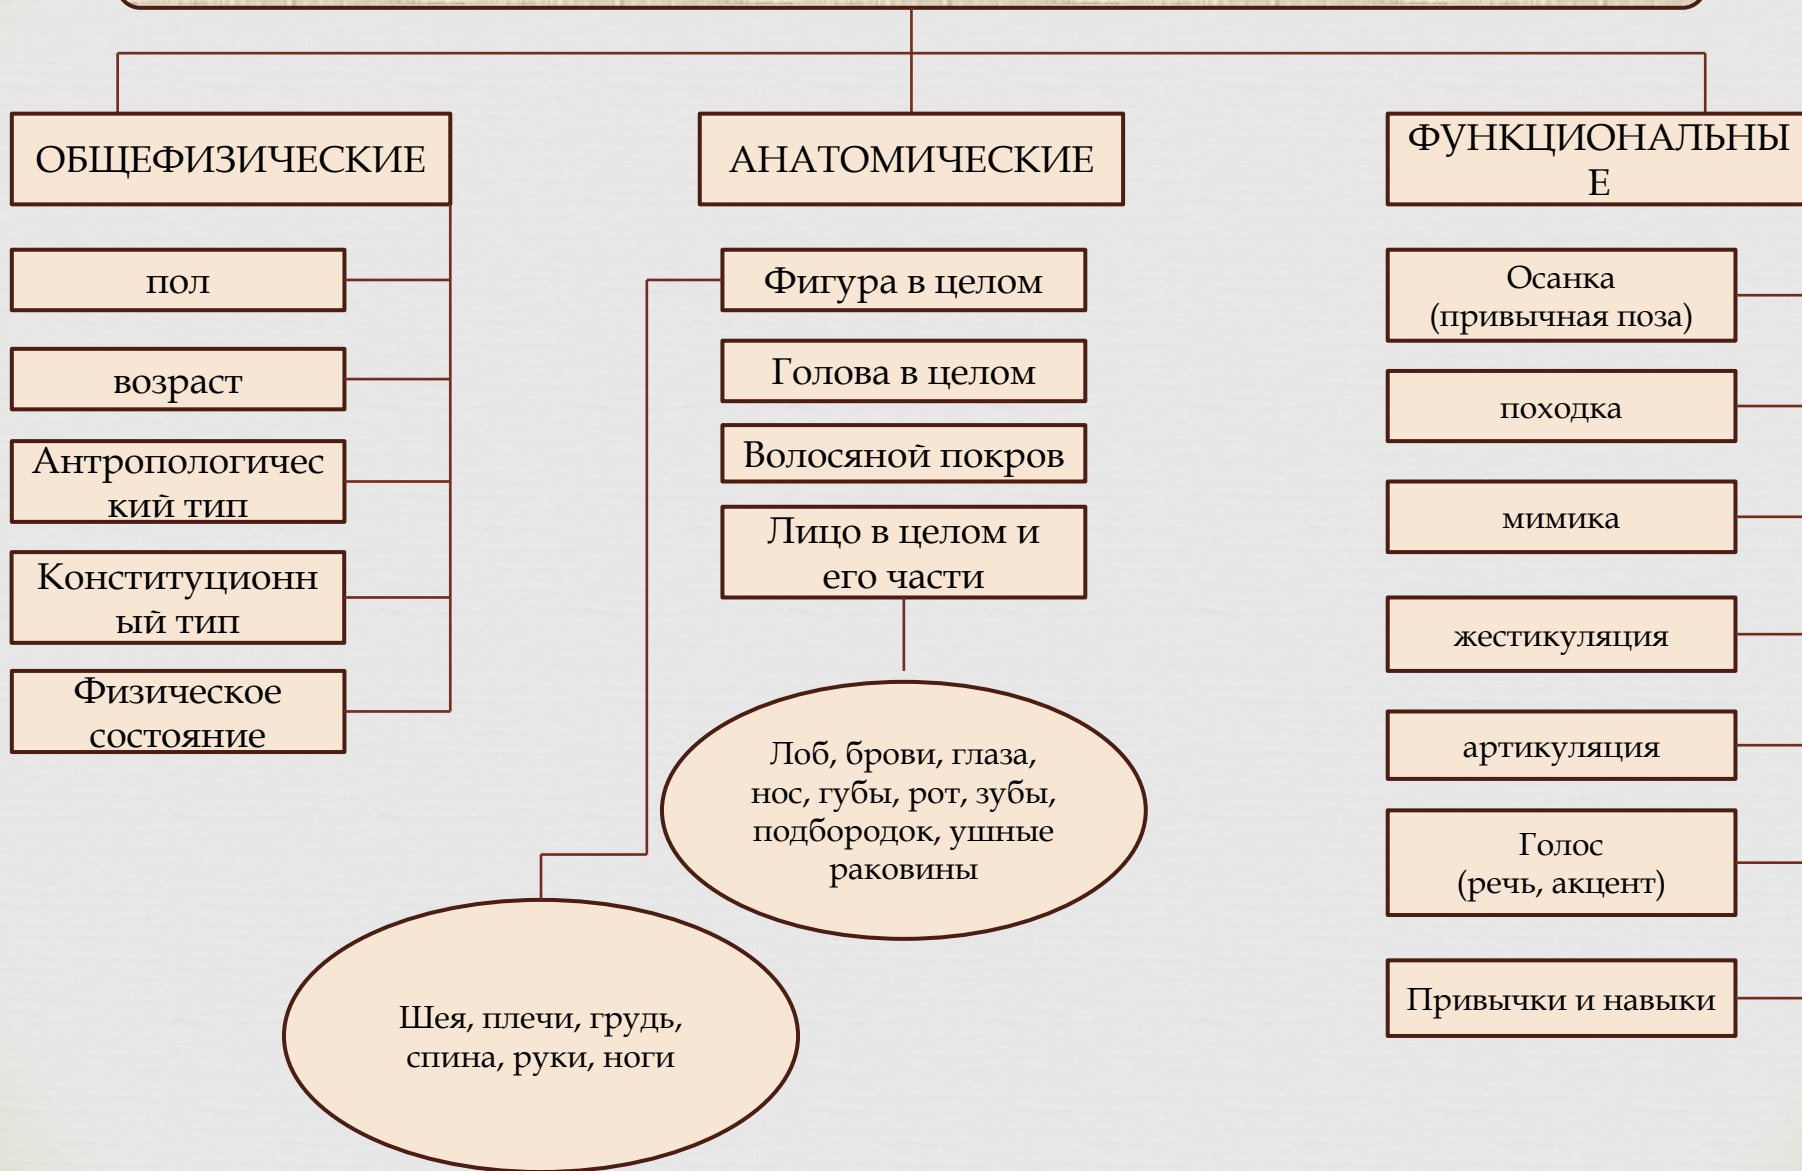 ОБЩЕФИЗИЧЕСКИЕ
пол
возраст
Антропологичес
кий тип
Конституционн
ый тип
Физическое
состояние
АНАТОМИЧЕСКИЕ
Фигура в целом
Голова в целом
Волосяной покров
Лицо в целом и
его части
Лоб, брови, глаза,
нос, губы, рот, зубы,
подбородок, ушные
раковины
Шея, плечи, грудь,
спина, руки, ноги
ФУНКЦИОНАЛЬНЫ
Е
Осанка
(привычная поза)
походка
мимика
жестикуляция
артикуляция
Голос
(речь, акцент)
Привычки и навыки